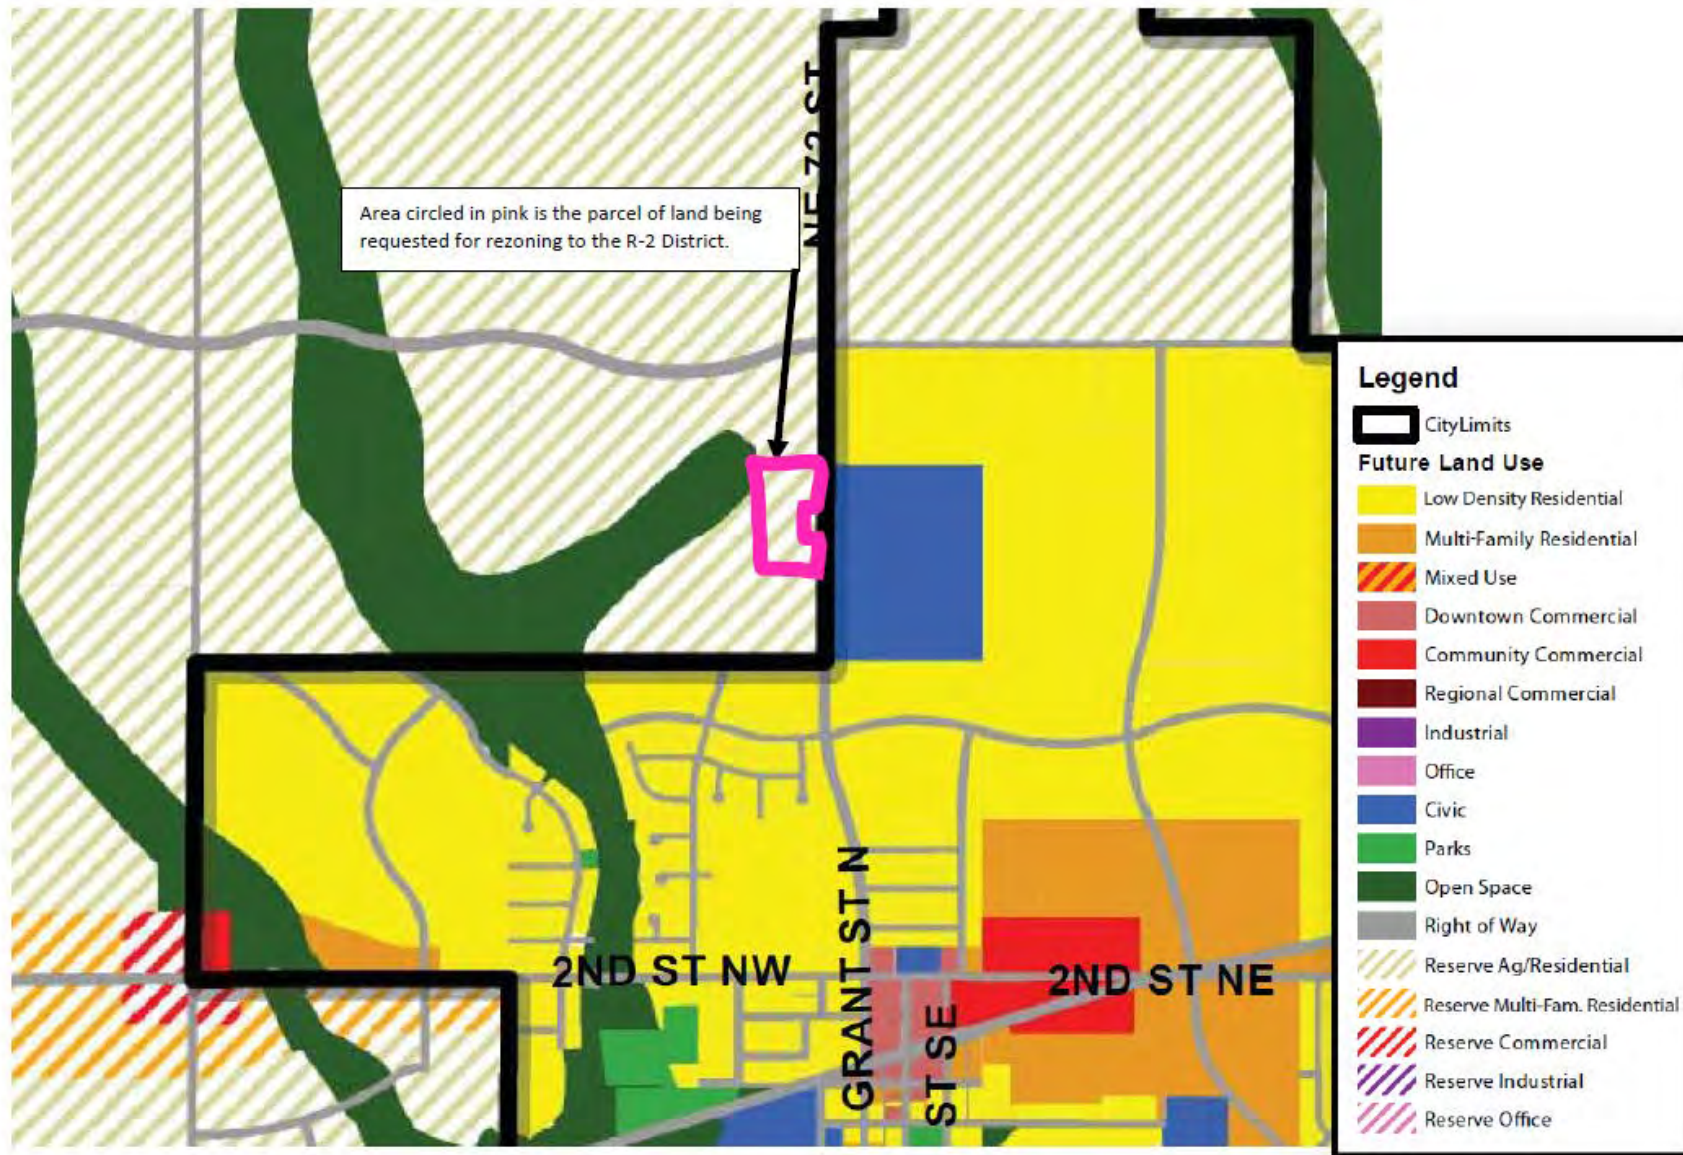 NE 72 ST
Area circled in pink is the parcel of land being
requested for rezoning to the R-2 District.
Legend
CityLimits
Future Land Use
Low Density Residential
Multi-Family Residential
Mixed Use
Downtown Commercial
Community Commercial
Regional Commercial
Industrial
Office
Civic
Parks
Open Space
Right of Way
Reserve Ag/Residential
Reserve Multi-Fam. Residential
Reserve Commercial
Reserve Industrial
Reserve Office
2ND ST NW
GRANT ST N
2ND ST NE
ST SE